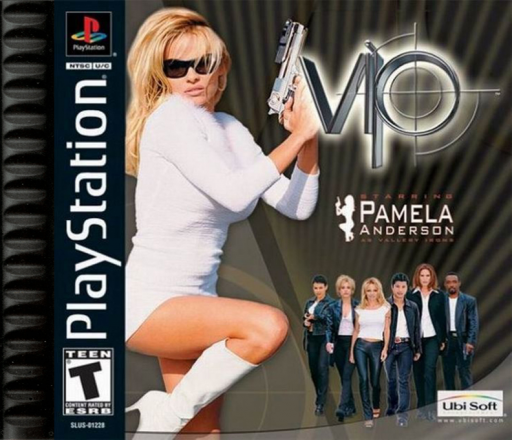 PlayStation
NTSC U/C
PlayStation
VIP
STARRING
PAMELA
ANDERSON
AS VALLERY IRONS
TEEN
T
CONTENT RATED BY
ESRB
SLUS-01228
Ubi Soft
www.ubisoft.com